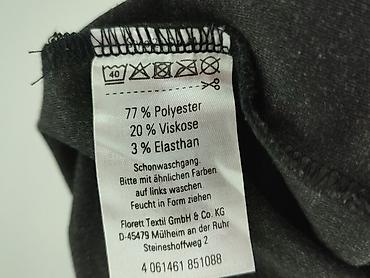 40
77 % Polyester
20 % Viskose
3 % Elasthan
Schonwaschgang.
Bitte mit ähnlichen Farben
auf links waschen.
Feucht in Form ziehen
Florett Textil GmbH & Co. KG
D-45479 Mülheim an der Ruhr
Steineshoffweg 2
4 061461 851088